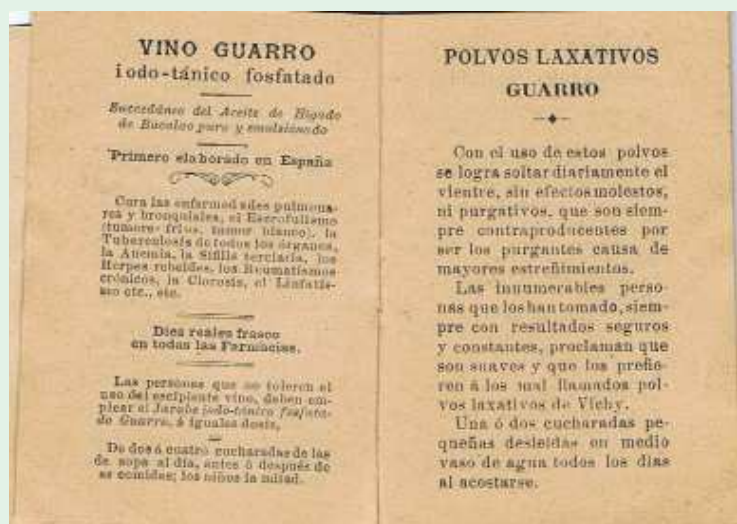 VINO GUARRO
iodo-tánico fosfatado
Sucedáneo del Aceite de Hígado
de Bacalao puro y emulsionado
Primero elaborado en España
Cura las enfermedades pulmona-
res y bronquiales, el Escrofulismo
(tumores fríos, tumor blanco), la
Tuberculosis de todos los órganos,
la Anemia, la Sífilis terciaria, los
Herpes rebeldes, los Reumatismos
crónicos, la Clorosis, el Linfatis-
mo etc., etc.
Diez reales frasco
en todas las Farmacias.
Las personas que no toleren el
uso del excipiente vino, deben em-
plear el Jarabe iodo-tánico fosfata-
do Guarro, á iguales dosis.
De dos á cuatro cucharadas de las
de sopa al día, antes ó después de
as comidas; los niños la mitad.
POLVOS LAXATIVOS
GUARRO
Con el uso de estos polvos
se logra soltar diariamente el
vientre, sin efectos molestos,
ni purgativos, que son siem-
pre contraproducentes por
ser los purgantes causa de
mayores estreñimientos.
Las innumerables perso-
nas que los han tomado, siem-
pre con resultados seguros
y constantes, proclaman que
son suaves y que los prefie-
ren á los mal llamados pol-
vos laxativos de Vichy.
Una ó dos cucharadas pe-
queñas desleidas en medio
vaso de agua todos los dias
al acostarse.